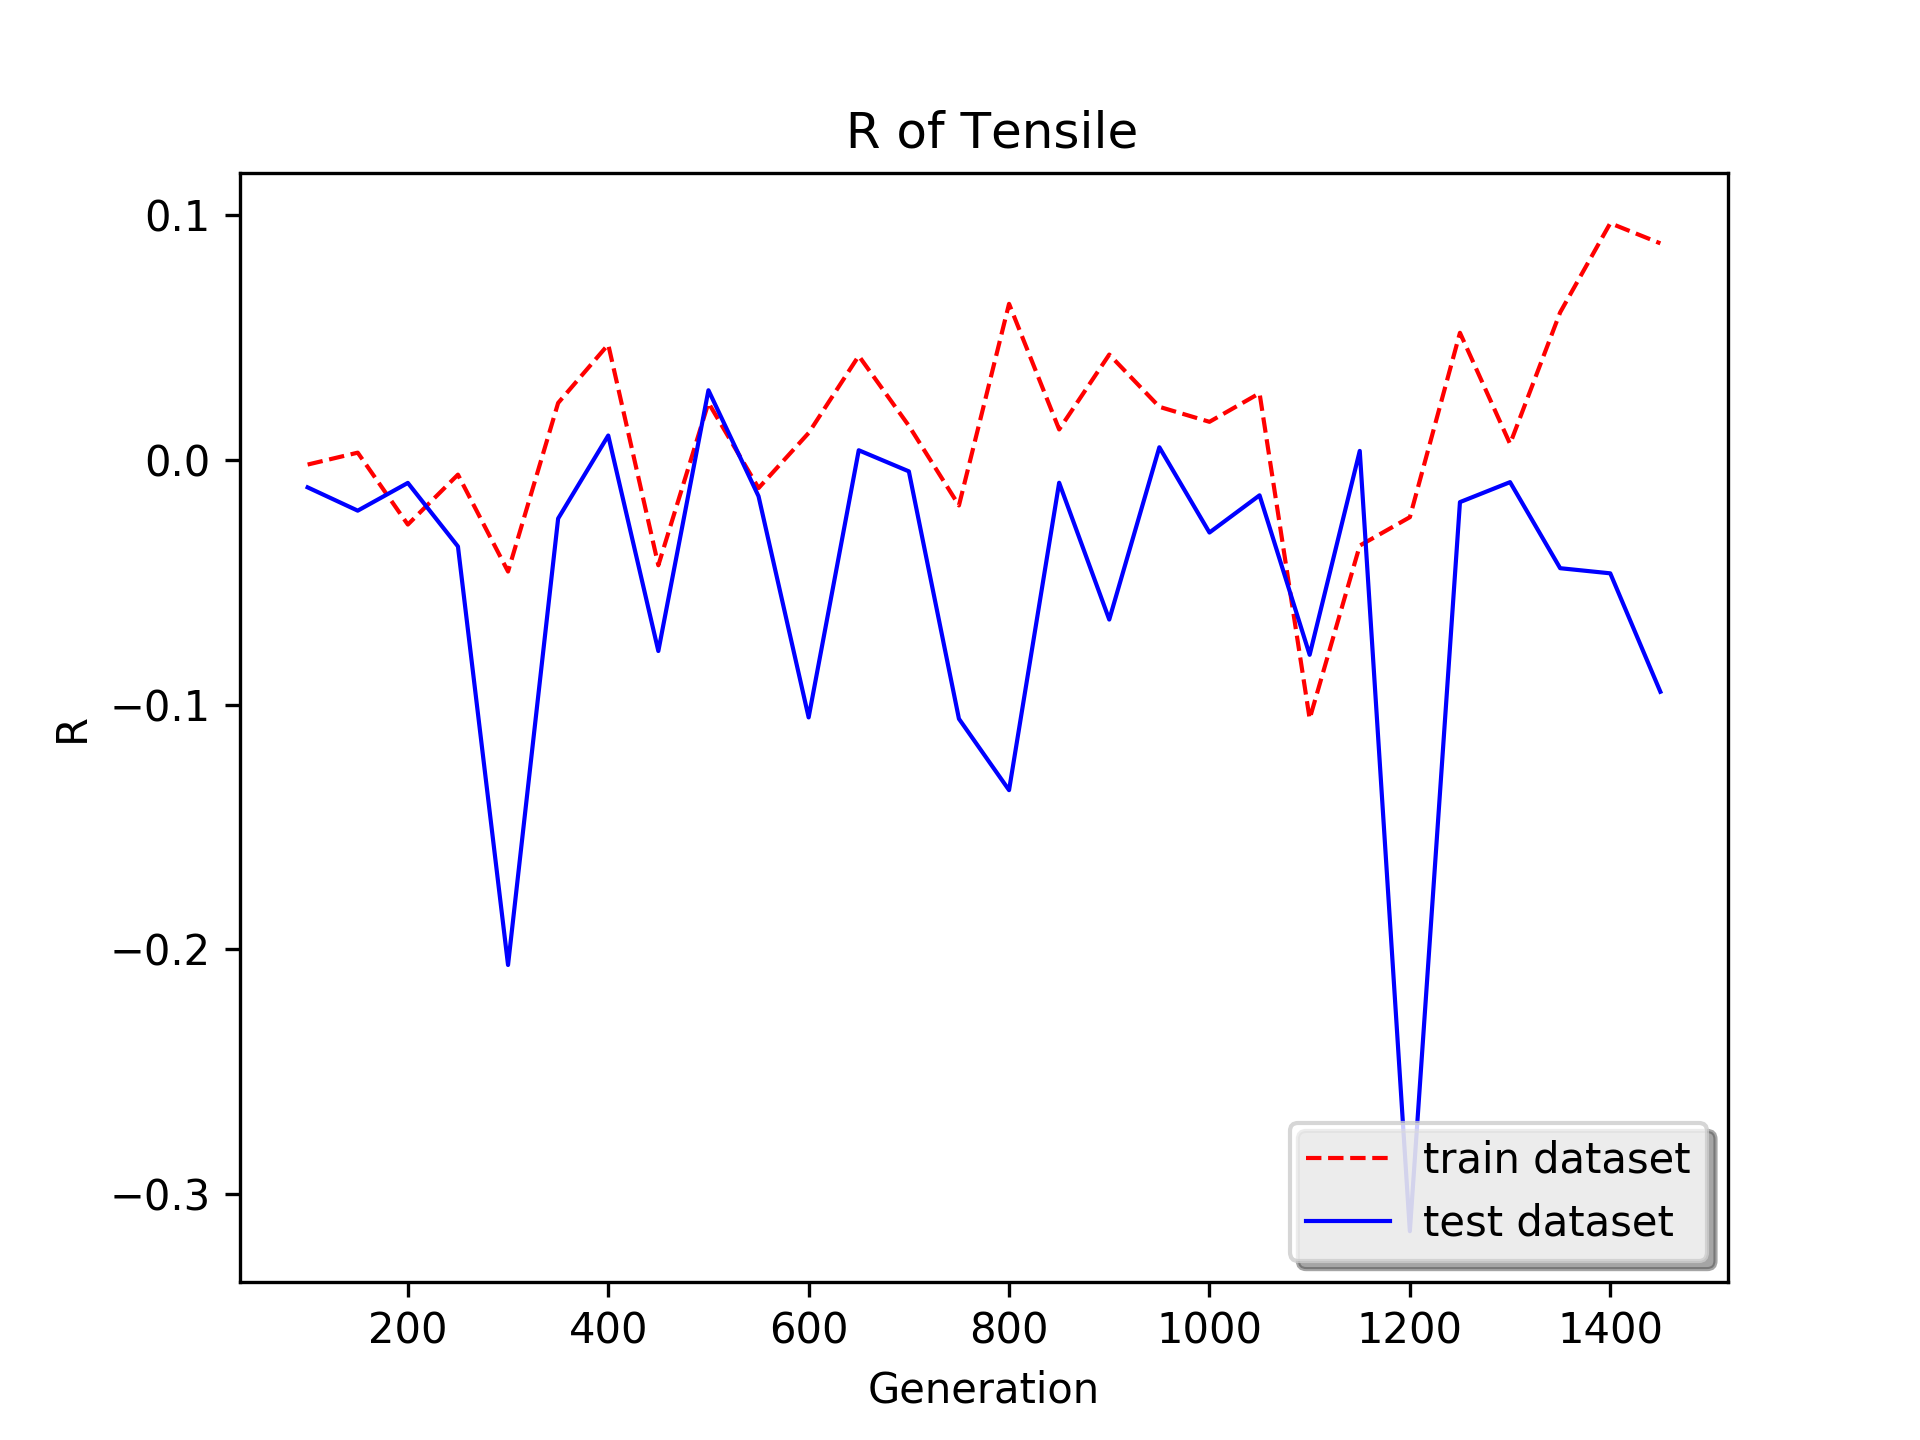 R of Tensile
0.1
0.0
−0.1
−0.2
−0.3
R
train dataset
test dataset
200 400 600 800 1000 1200 1400
Generation